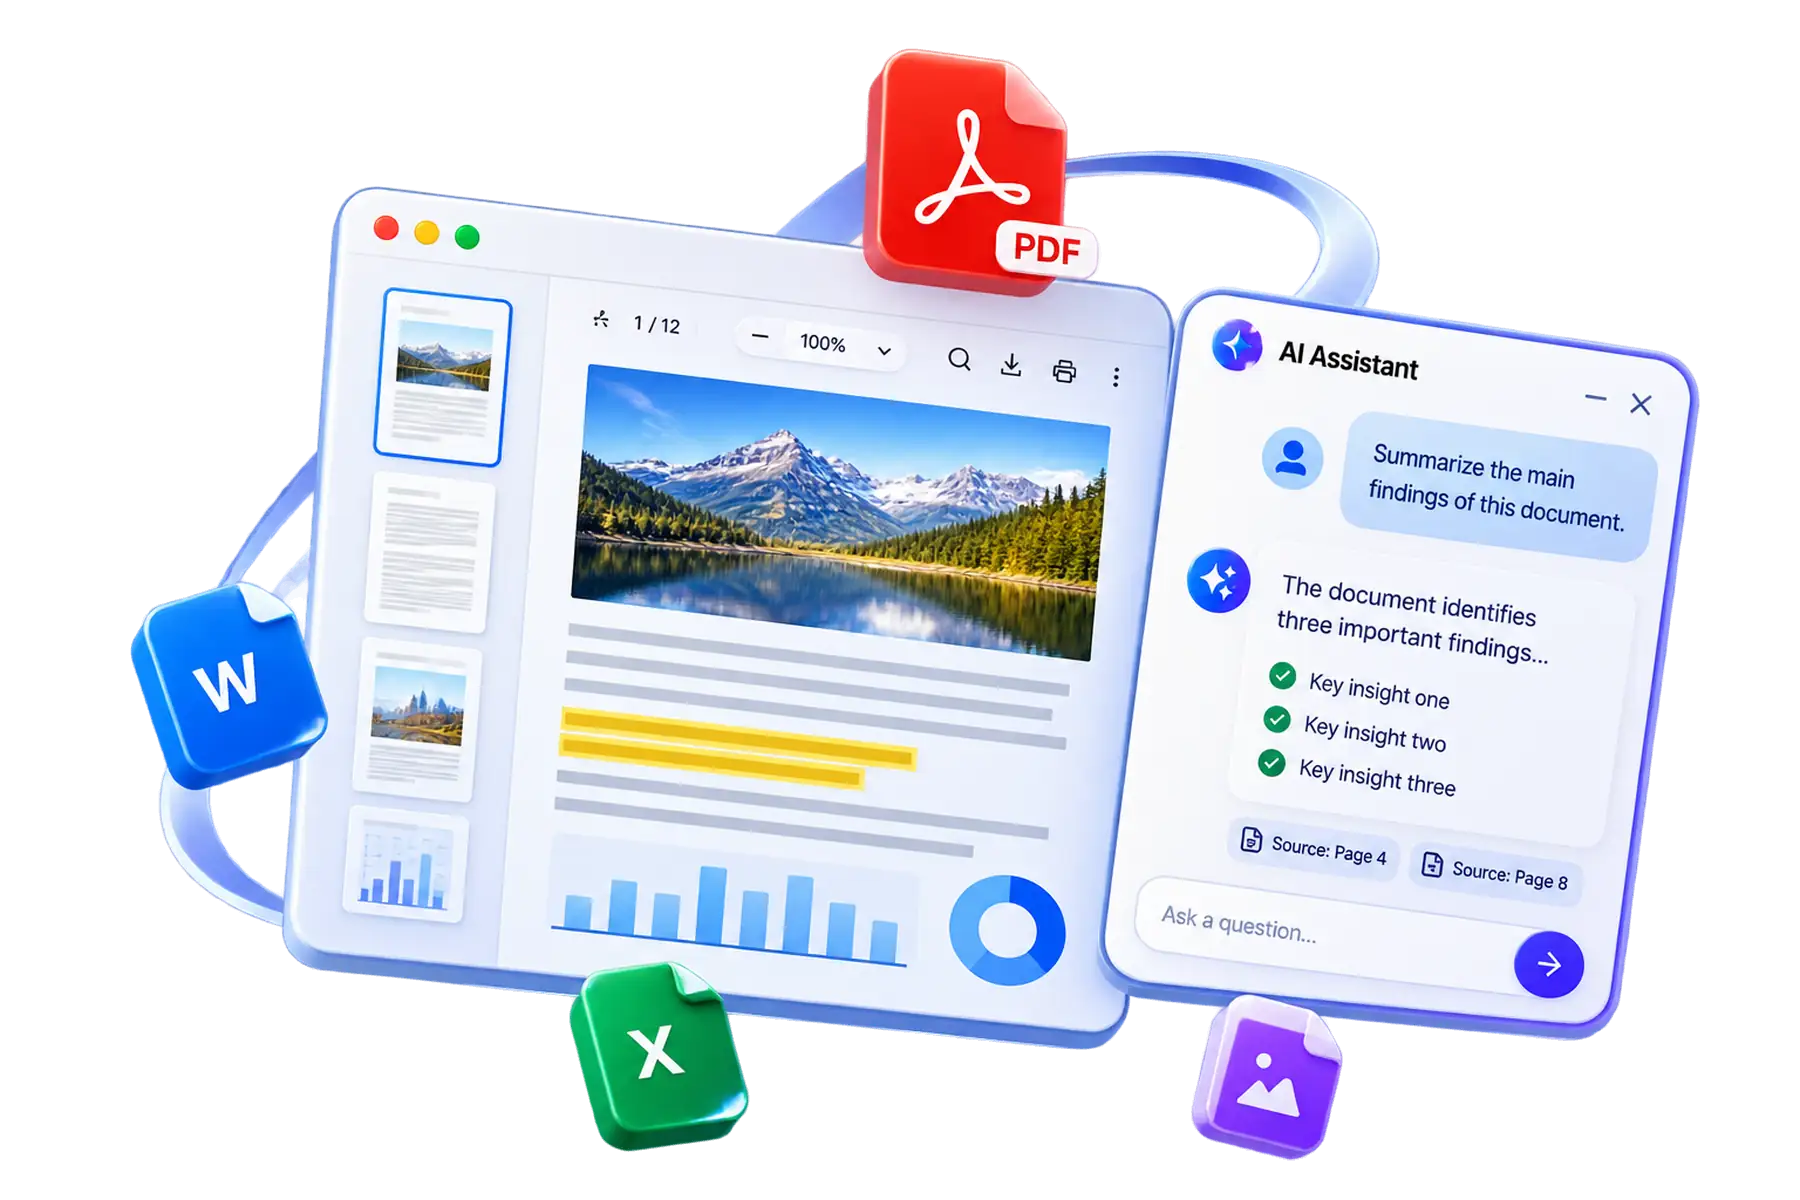 PDF
1 / 12
100%
AI Assistant
Summarize the main
findings of this document.
The document identifies
three important findings...
Key insight one
Key insight two
Key insight three
Source: Page 4
Source: Page 8
Ask a question...
W
X